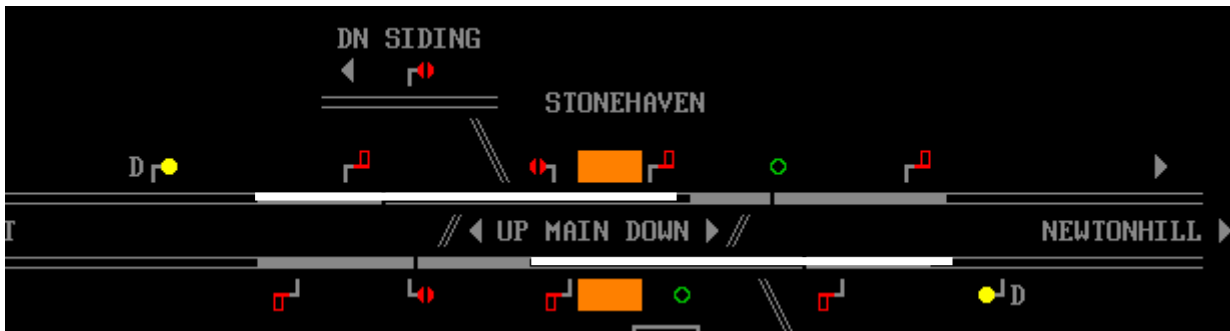 DN SIDING
STONEHAVEN
D
T
UP MAIN DOWN
NEWTONHILL
D